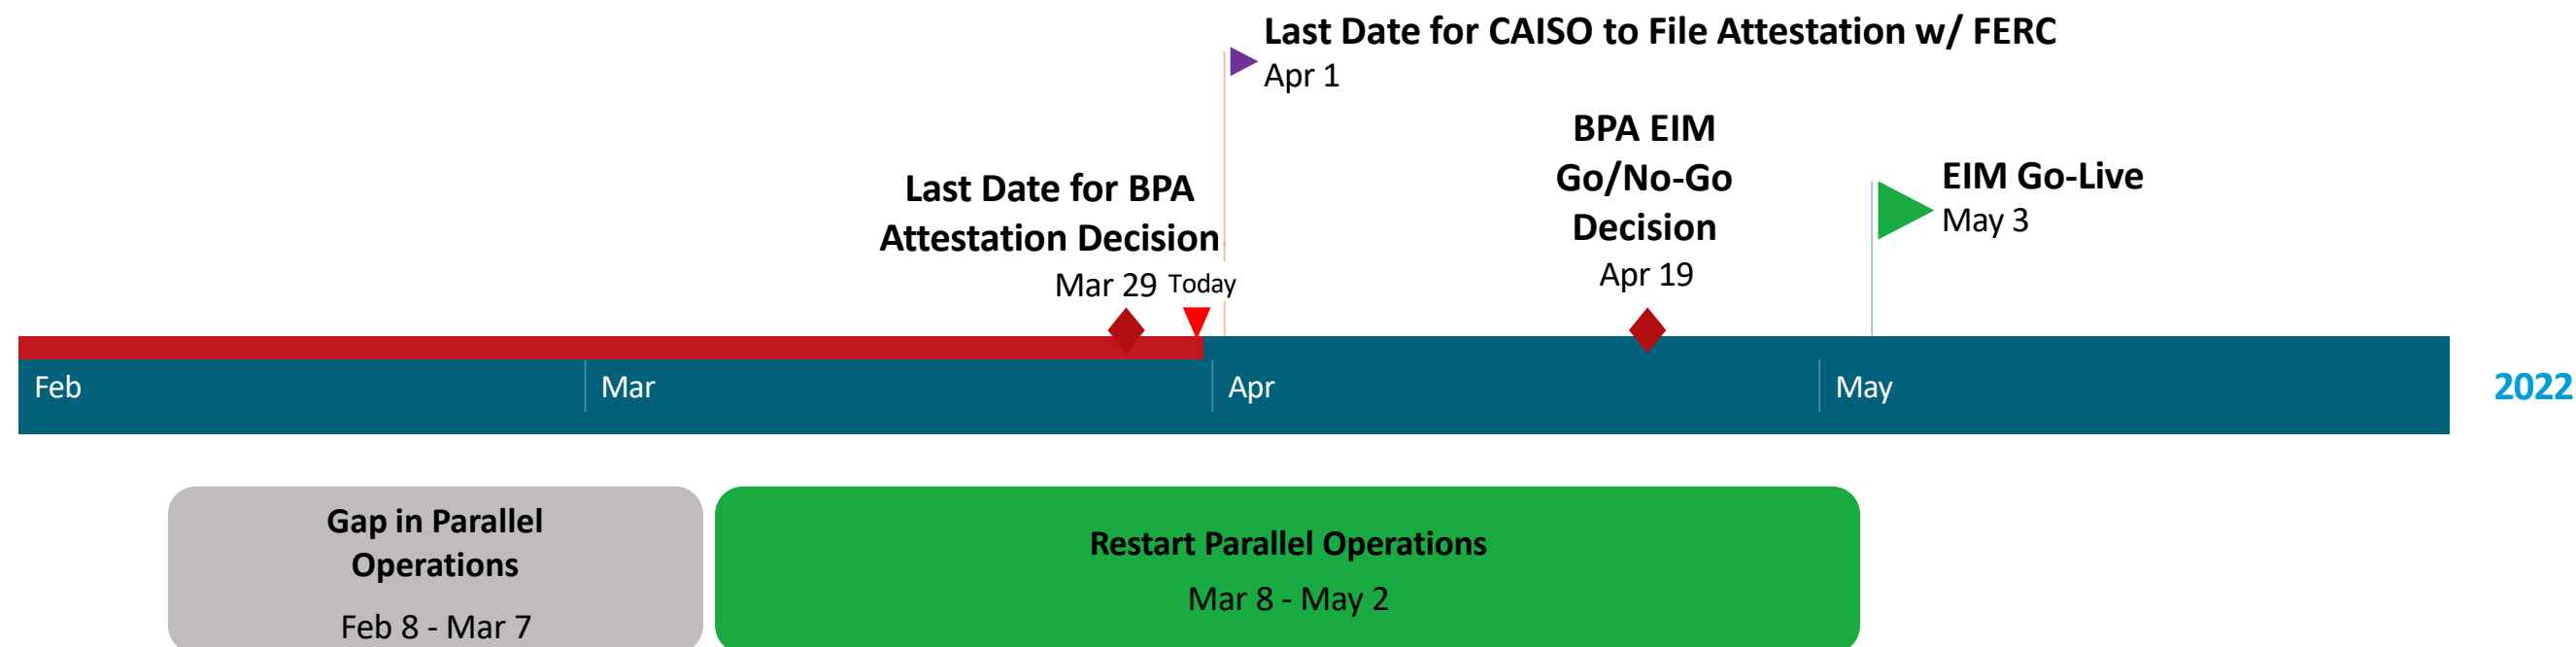 Last Date for CAISO to File Attestation w/ FERC
Apr 1
BPA EIM
Go/No-Go
Decision
Apr 19
EIM Go-Live
May 3
Last Date for BPA
Attestation Decision
Mar 29
Today
Feb
Mar
Apr
May
2022
Gap in Parallel
Operations
Feb 8 - Mar 7
Restart Parallel Operations
Mar 8 - May 2